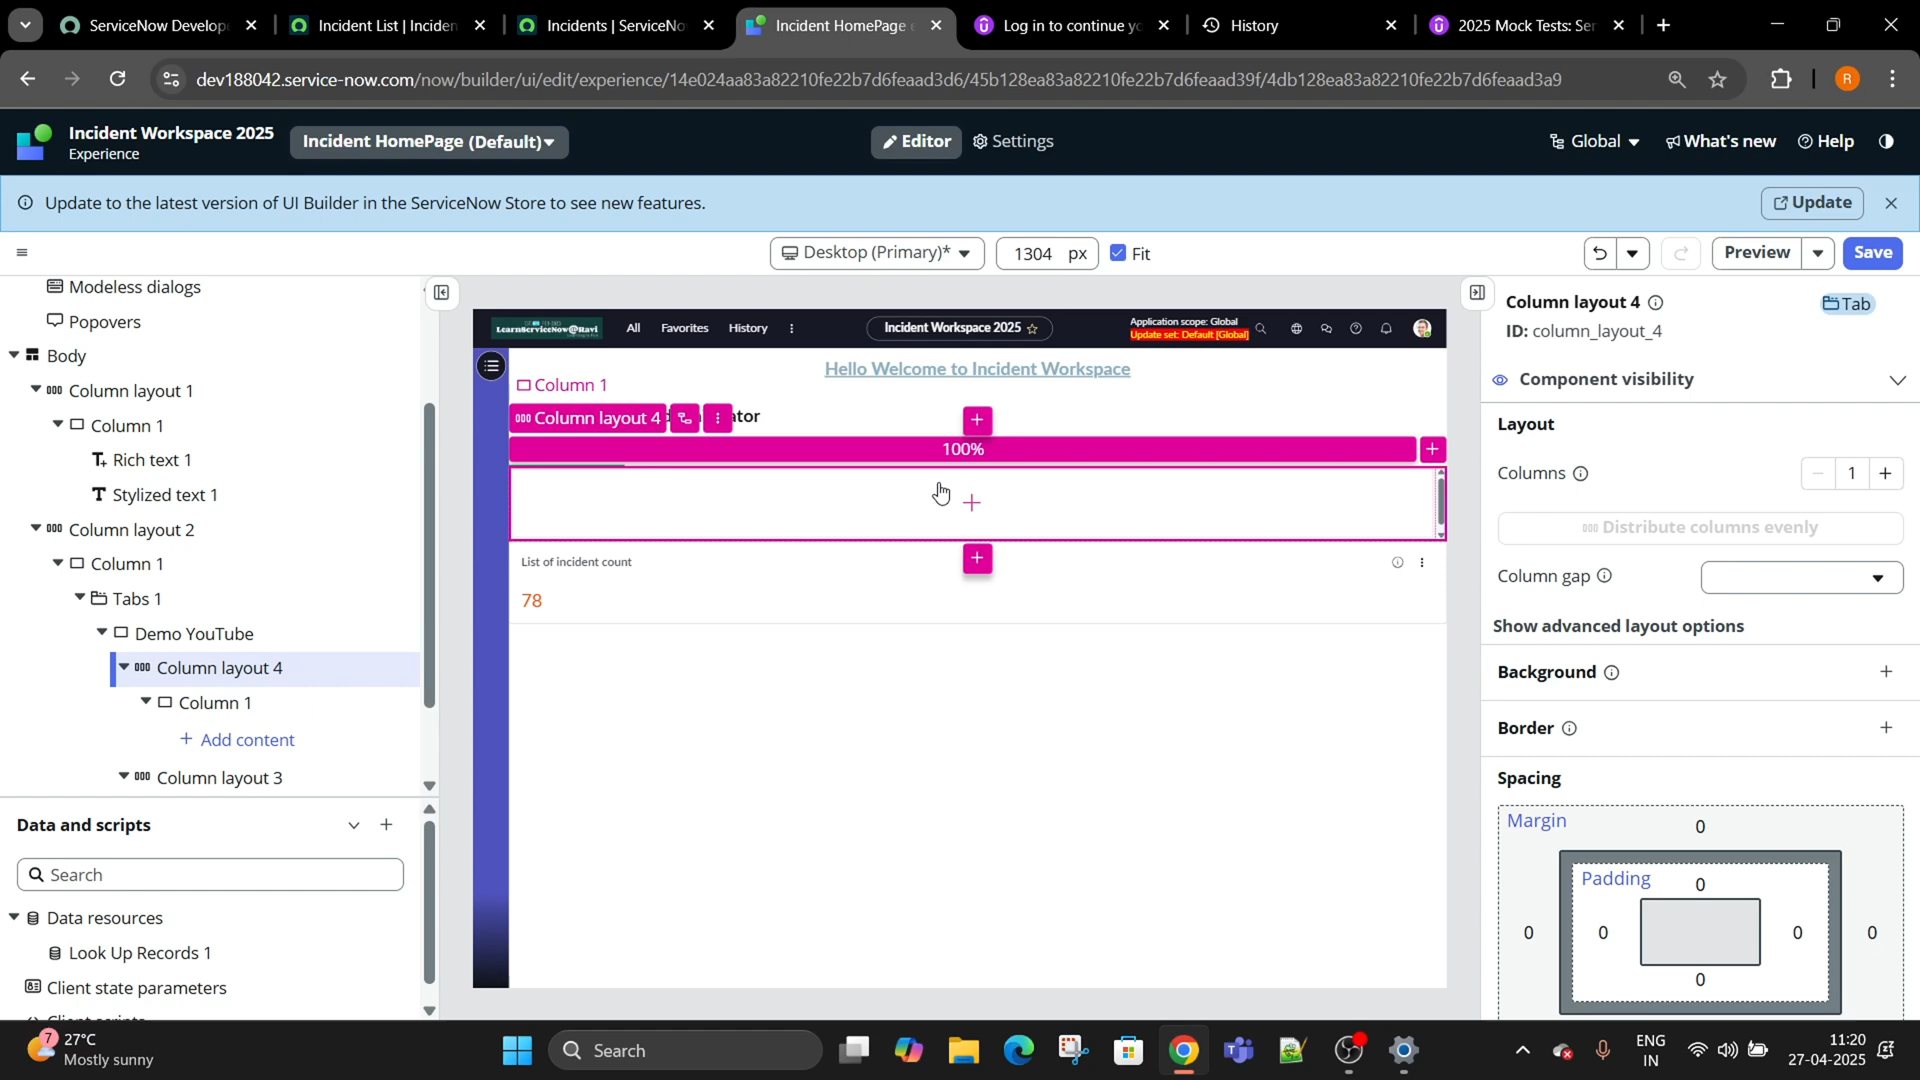 ServiceNow Develop
Incident List | Inciden
Incidents | ServiceNo
Incident HomePage e
Log in to continue yo
History
2025 Mock Tests: Ser
dev188042.service-now.com/now/builder/ui/edit/experience/14e024aa83a82210fe22b7d6feaad3d6/45b128ea83a82210fe22b7d6feaad39f/4db128ea83a82210fe22b7d6feaad3a9
R
Incident Workspace 2025
Experience
Incident HomePage (Default)
Editor
Settings
Global
What's new
Help
Update to the latest version of UI Builder in the ServiceNow Store to see new features.
Update
Desktop (Primary)*
1304 px
Fit
Preview
Save
Modeless dialogs
Popovers
Body
Column layout 1
Column 1
Rich text 1
Stylized text 1
Column layout 2
Column 1
Tabs 1
Demo YouTube
Column layout 4
Column 1
+ Add content
Column layout 3
Data and scripts
Search
Data resources
Look Up Records 1
Client state parameters
LearnServiceNow@Ravi
All
Favorites
History
Incident Workspace 2025
Application scope: Global
Update set: Default [Global]
Hello Welcome to Incident Workspace
Column 1
Column layout 4
ator
100%
List of incident count
78
Column layout 4
Tab
ID: column_layout_4
Component visibility
Layout
Columns
1
Distribute columns evenly
Column gap
Show advanced layout options
Background
Border
Spacing
Margin
0
Padding
0
0
0
0
0
0
7
27°C
Mostly sunny
Search
ENG
IN
11:20
27-04-2025